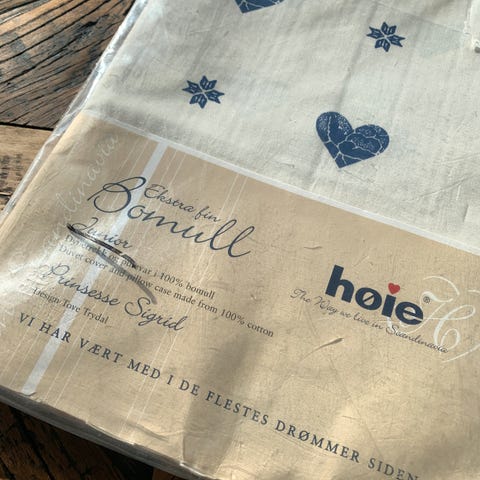 Ekstra fin
Bomull
Junior
Dynetrekk og putevar i 100% bomull
Duvet cover and pillow case made from 100% cotton
Prinsesse Sigrid
Design Tove Trydal
høie®
The Way we live in Scandinavia
VI HAR VÆRT MED I DE FLESTES DRØMMER SIDEN